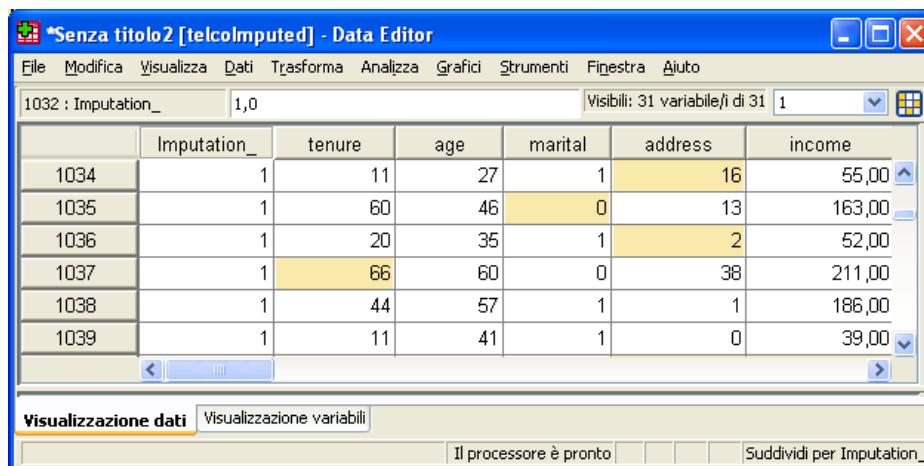 *Senza titolo2 [telcoImputed] - Data Editor
File Modifica Visualizza Dati Trasforma Analizza Grafici Strumenti Finestra Aiuto
1032 : Imputation_ 1,0 Visibili: 31 variabile/i di 31 1
Imputation_ tenure age marital address income
1034 1 11 27 1 16 55,00
1035 1 60 46 0 13 163,00
1036 1 20 35 1 2 52,00
1037 1 66 60 0 38 211,00
1038 1 44 57 1 1 186,00
1039 1 11 41 1 0 39,00
Visualizzazione dati Visualizzazione variabili
Il processore è pronto Suddividi per Imputation_